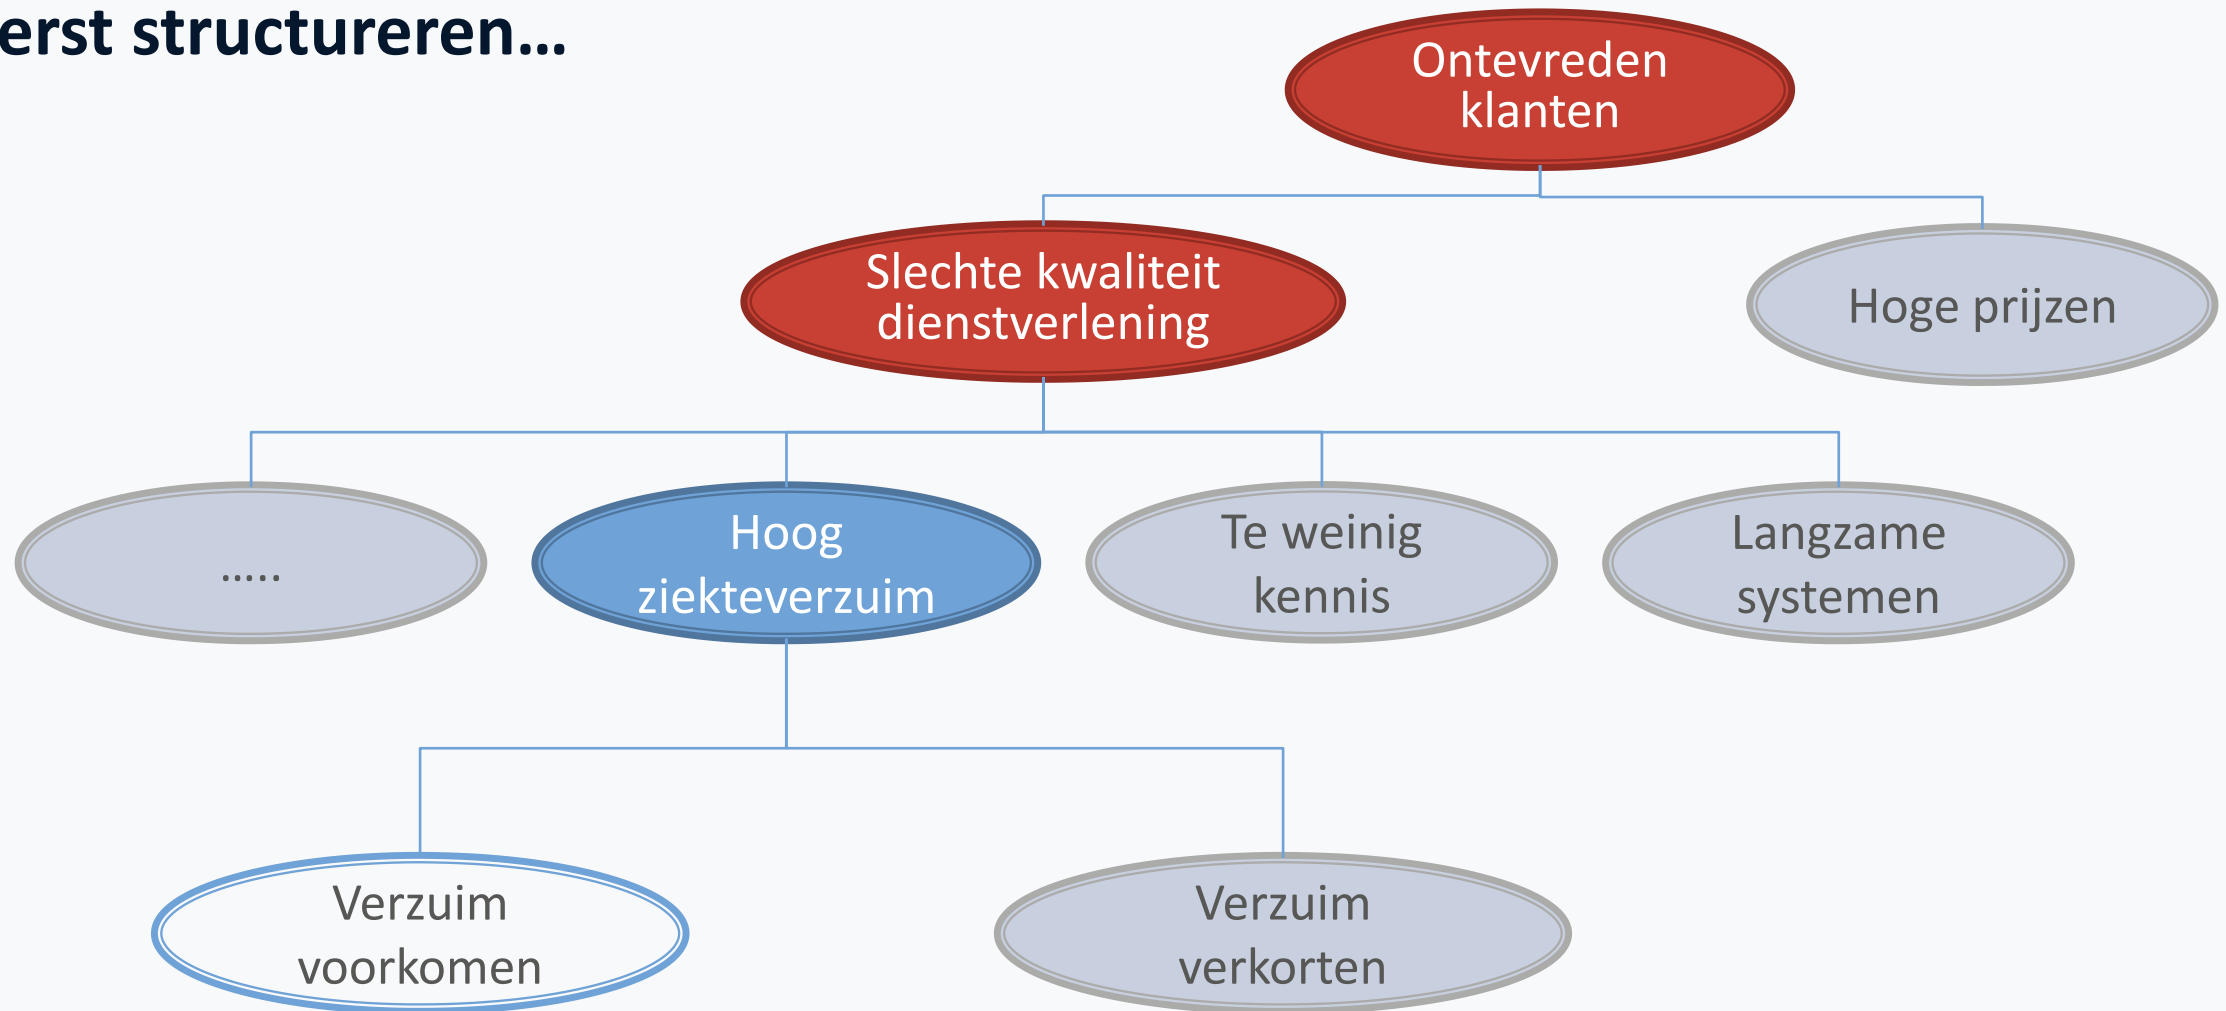 erst structureren...
Ontevreden
klanten
Slechte kwaliteit
dienstverlening
Hoge prijzen
.....
Hoog
ziekteverzuim
Te weinig
kennis
Langzame
systemen
Verzuim
voorkomen
Verzuim
verkorten